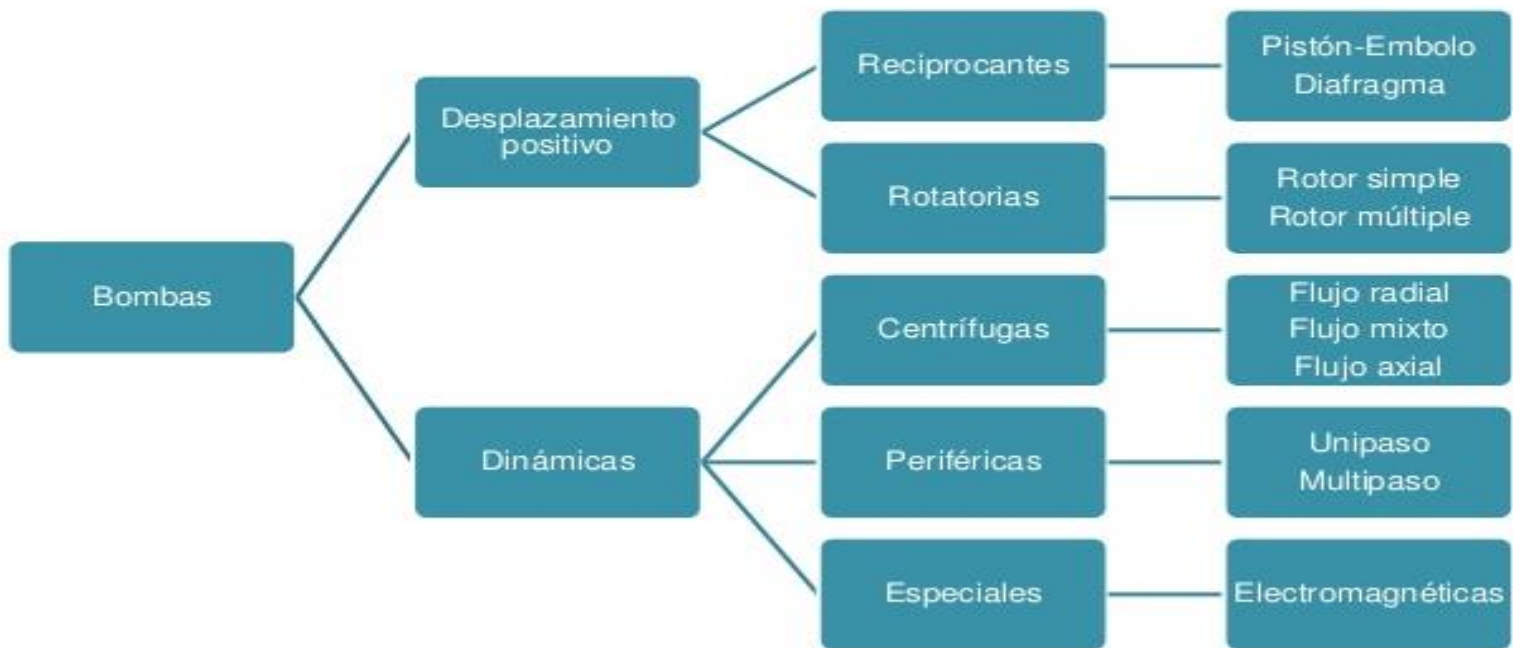 Bombas
Desplazamiento
positivo
Dinámicas
Reciprocantes
Rotatorias
Centrífugas
Periféricas
Especiales
Pistón-Embolo
Diafragma
Rotor simple
Rotor múltiple
Flujo radial
Flujo mixto
Flujo axial
Unipaso
Multipaso
Electromagnéticas